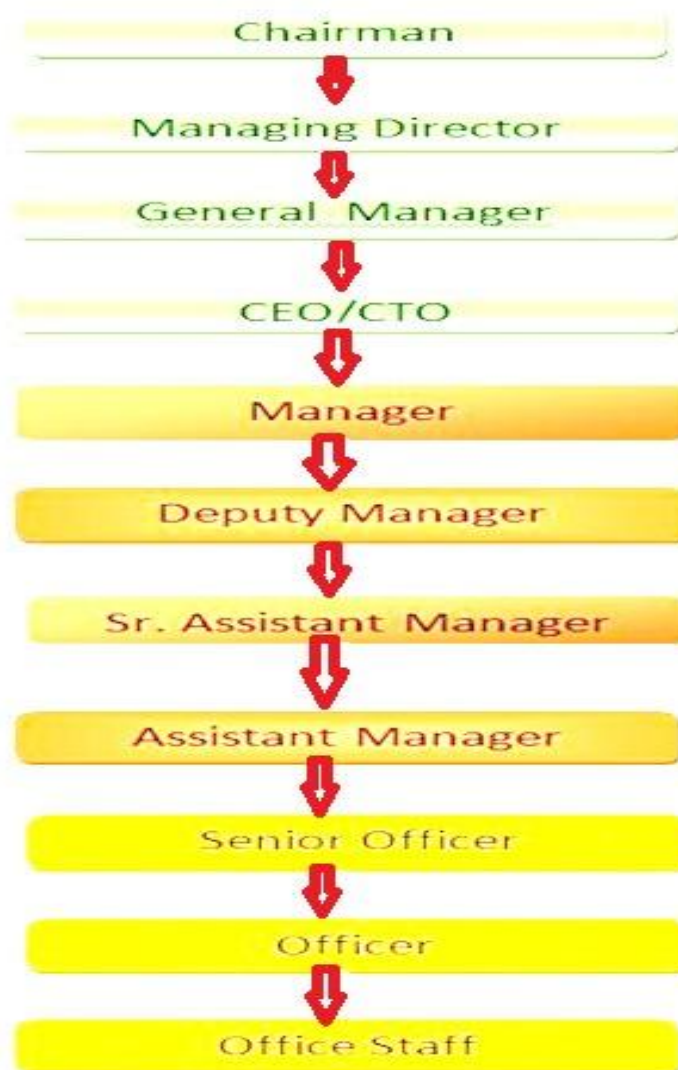 Chairman
Managing Director
General Manager
CEO/CTO
Manager
Deputy Manager
Sr. Assistant Manager
Assistant Manager
Senior Officer
Officer
Office Staff